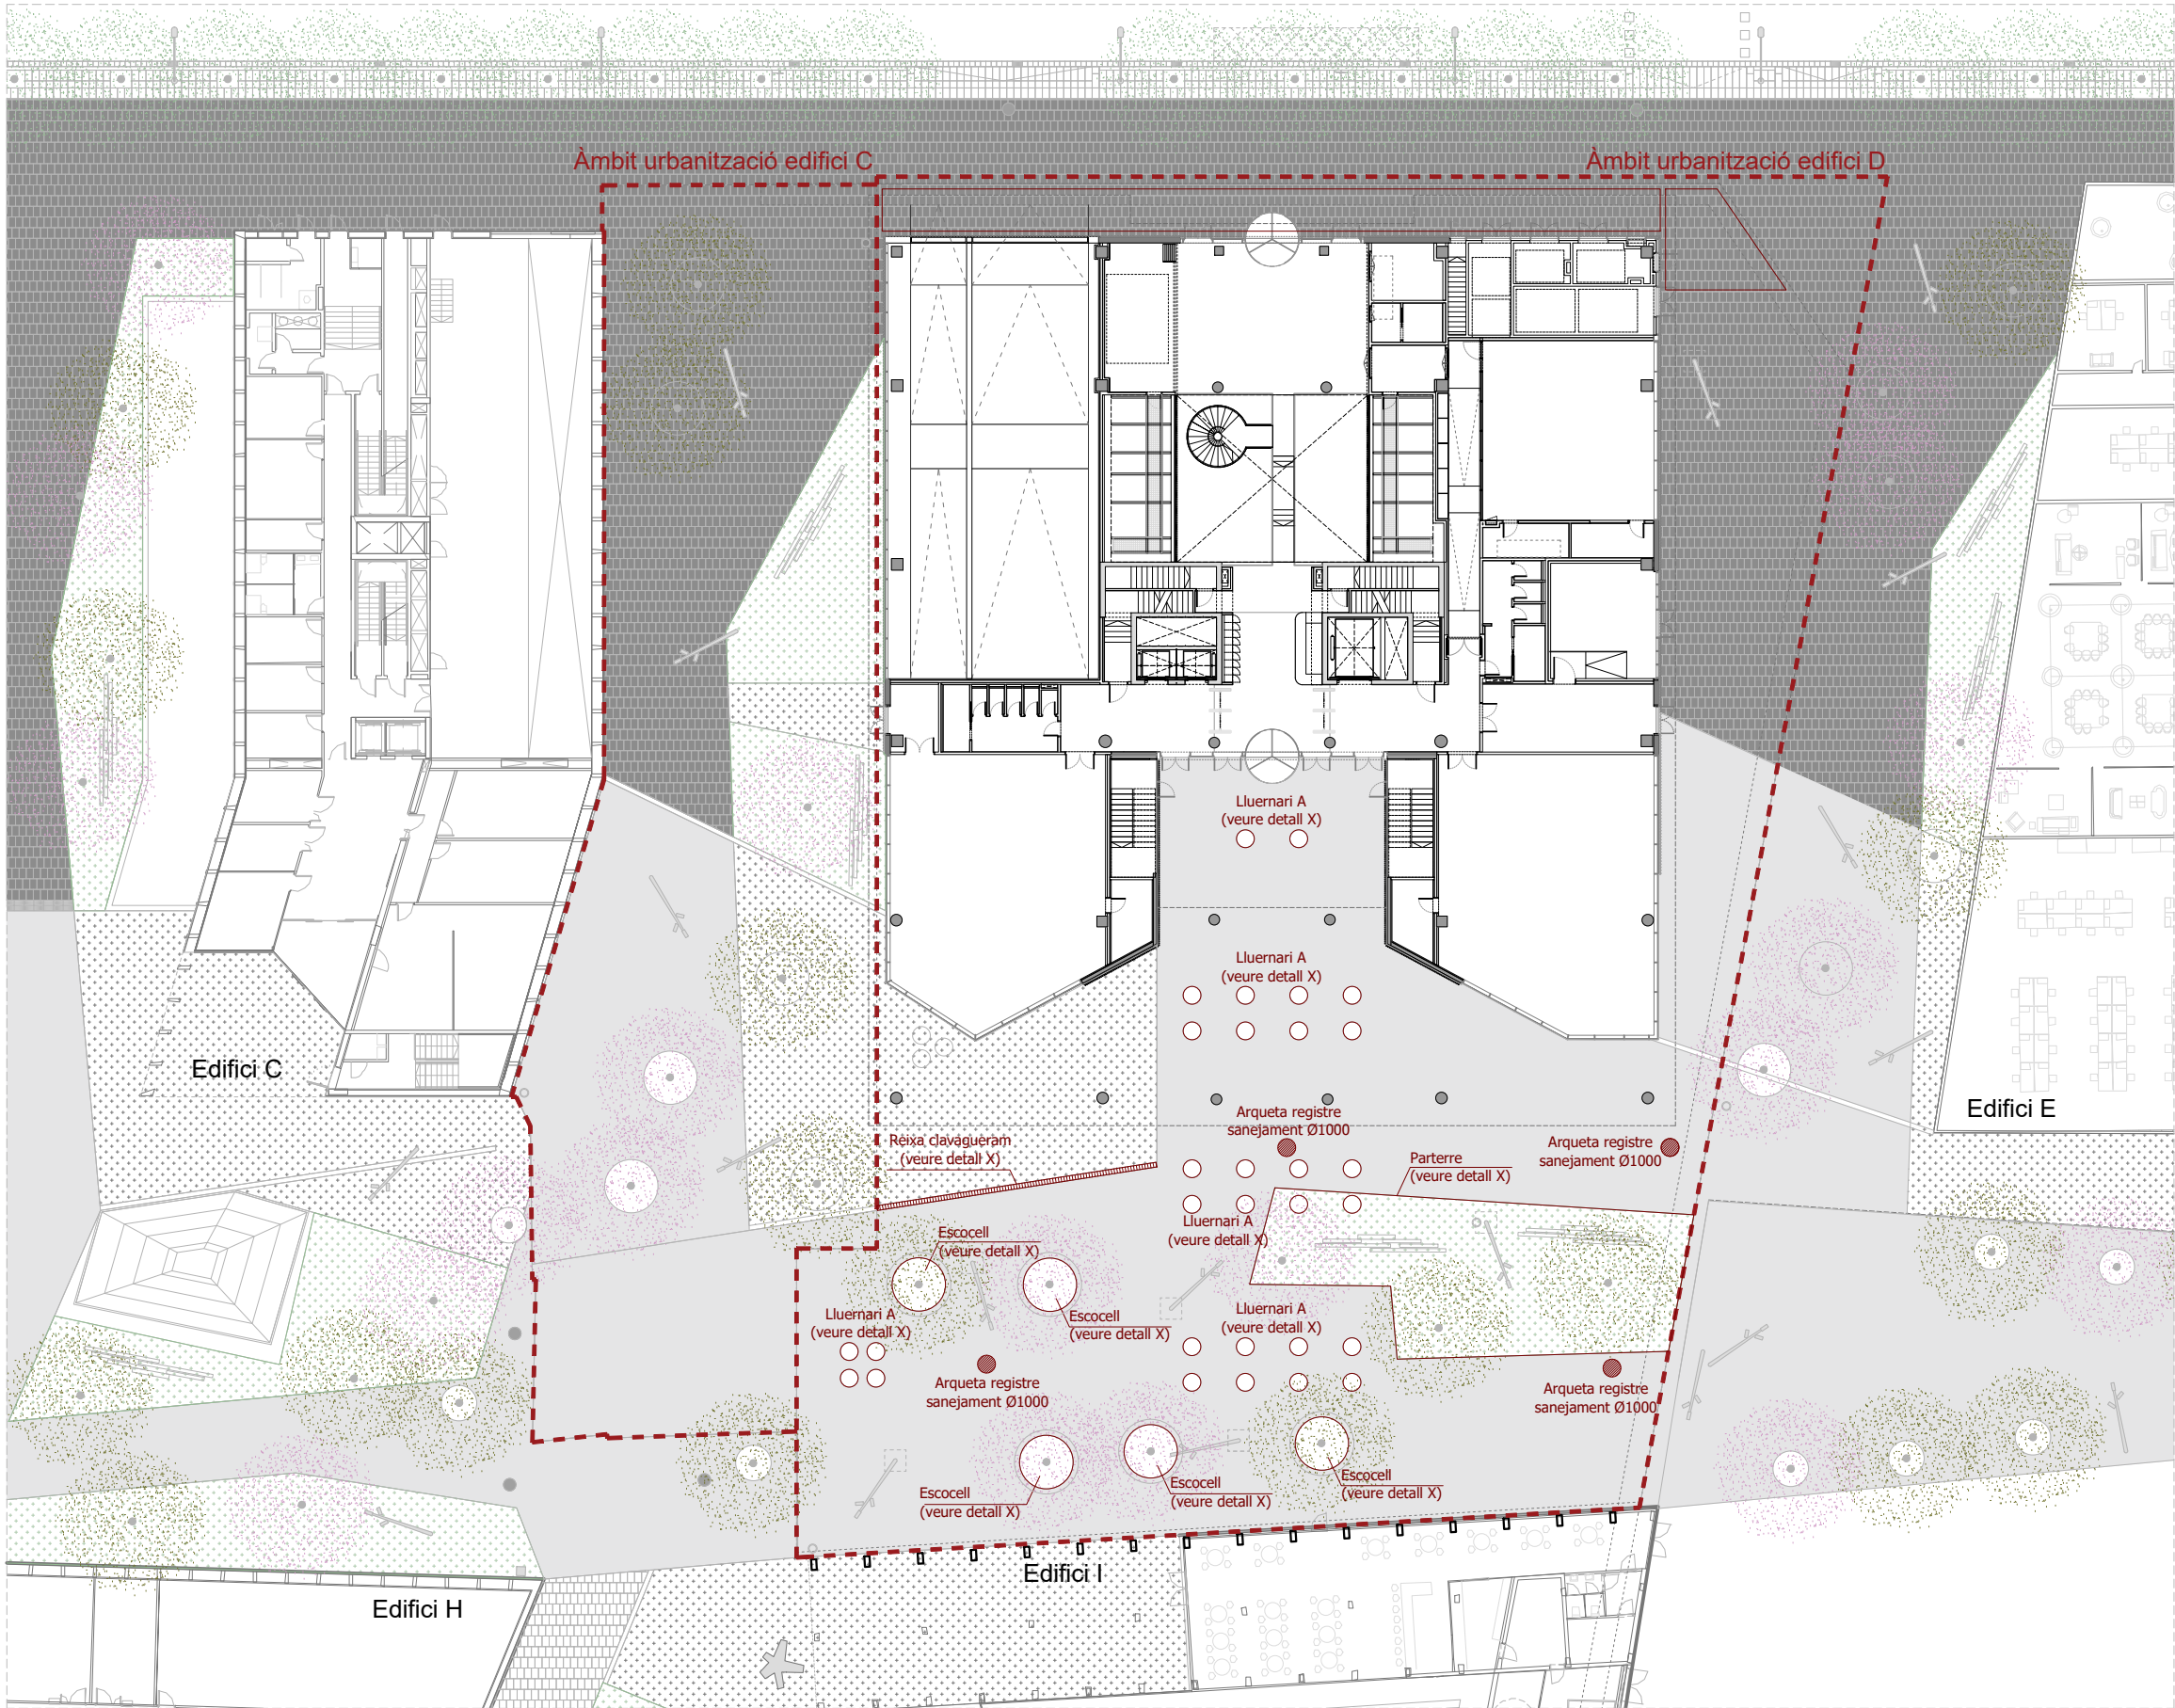 Àmbit urbanització edifici C
Àmbit urbanització edifici D
Lluernari A
(veure detall X)
Lluernari A
(veure detall X)
Edifici C
Edifici E
Arqueta registre
sanejament Ø1000
Reixa clavagueram
(veure detall X)
Arqueta registre
sanejament Ø1000
Parterre
(veure detall X)
Lluernari A
(veure detall X)
Escocell
(veure detall X)
Lluernari A
(veure detall X)
Escocell
(veure detall X)
Lluernari A
(veure detall X)
Arqueta registre
sanejament Ø1000
Arqueta registre
sanejament Ø1000
Escocell
(veure detall X)
Escocell
(veure detall X)
Escocell
(veure detall X)
Edifici I
Edifici H